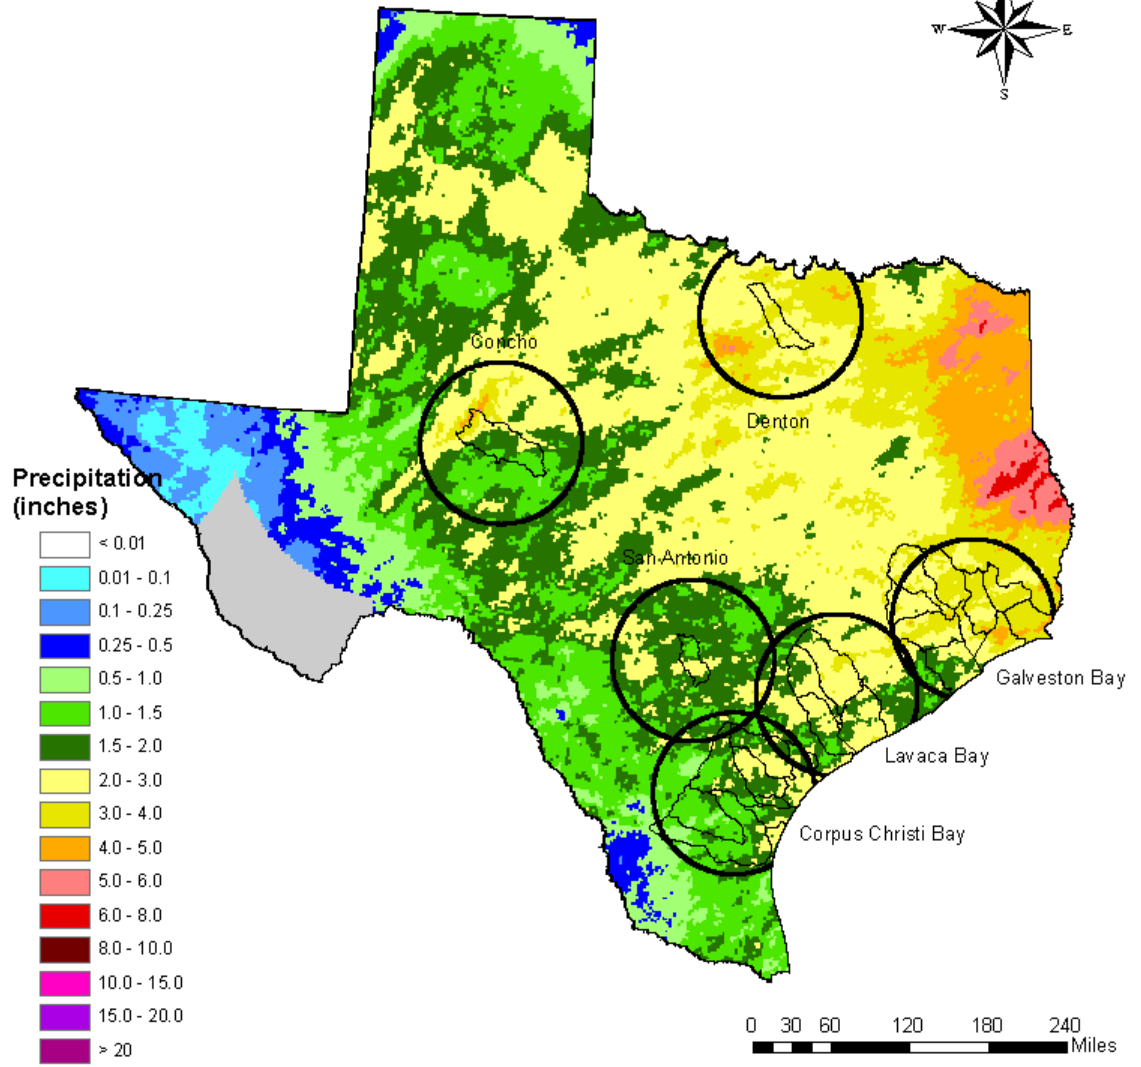 W
E
S
Concho
Denton
Precipitation
(inches)
< 0.01
0.01 - 0.1
0.1 - 0.25
0.25 - 0.5
0.5 - 1.0
1.0 - 1.5
1.5 - 2.0
2.0 - 3.0
3.0 - 4.0
4.0 - 5.0
5.0 - 6.0
6.0 - 8.0
8.0 - 10.0
10.0 - 15.0
15.0 - 20.0
> 20
San Antonio
Galveston Bay
Lavaca Bay
Corpus Christi Bay
0 30 60 120 180 240
Miles